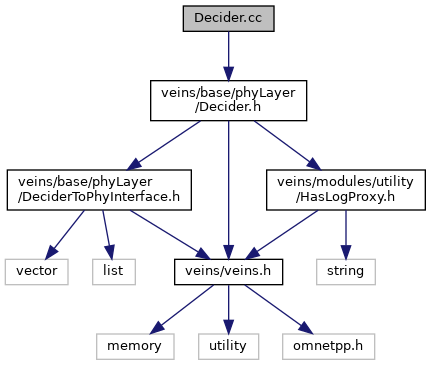 Decider.cc
veins/base/phyLayer
/Decider.h
veins/base/phyLayer
/DeciderToPhyInterface.h
veins/modules/utility
/HasLogProxy.h
vector
list
veins/veins.h
string
memory
utility
omnetpp.h